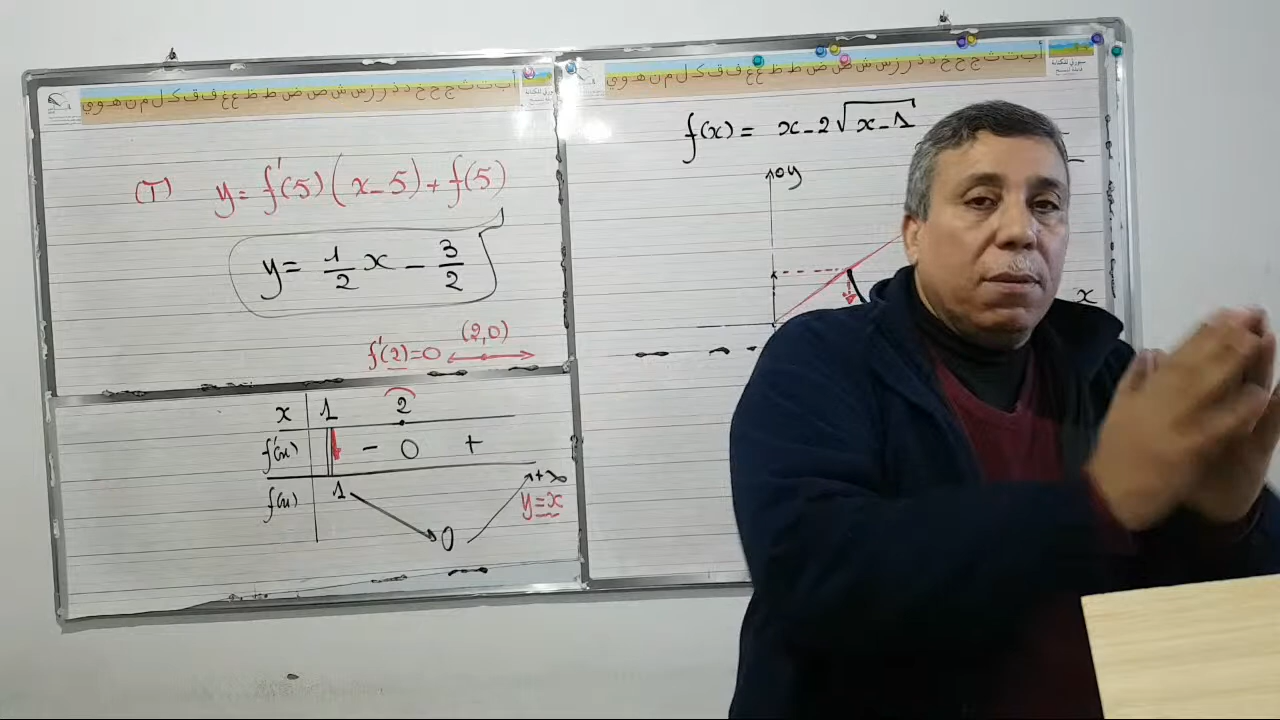 أ ب ت ث ج ح خ د ذ ر ز س ش ص ض ط ظ ع غ ف ق ك ل م ن ه و ي
(T) y = f'(5)(x - 5) + f(5)
y = 1/2 x - 3/2
f'(2) = 0 (2,0)
x 1 2
f'(x) - 0 +
f(x) 1 0 +∞
y = x
أ ب ت ث ج ح خ د ذ ر ز س ش ص ض ط ظ ع غ ف ق ك ل م ن ه و ي
f(x) = x - 2√(x - 1)
y
x